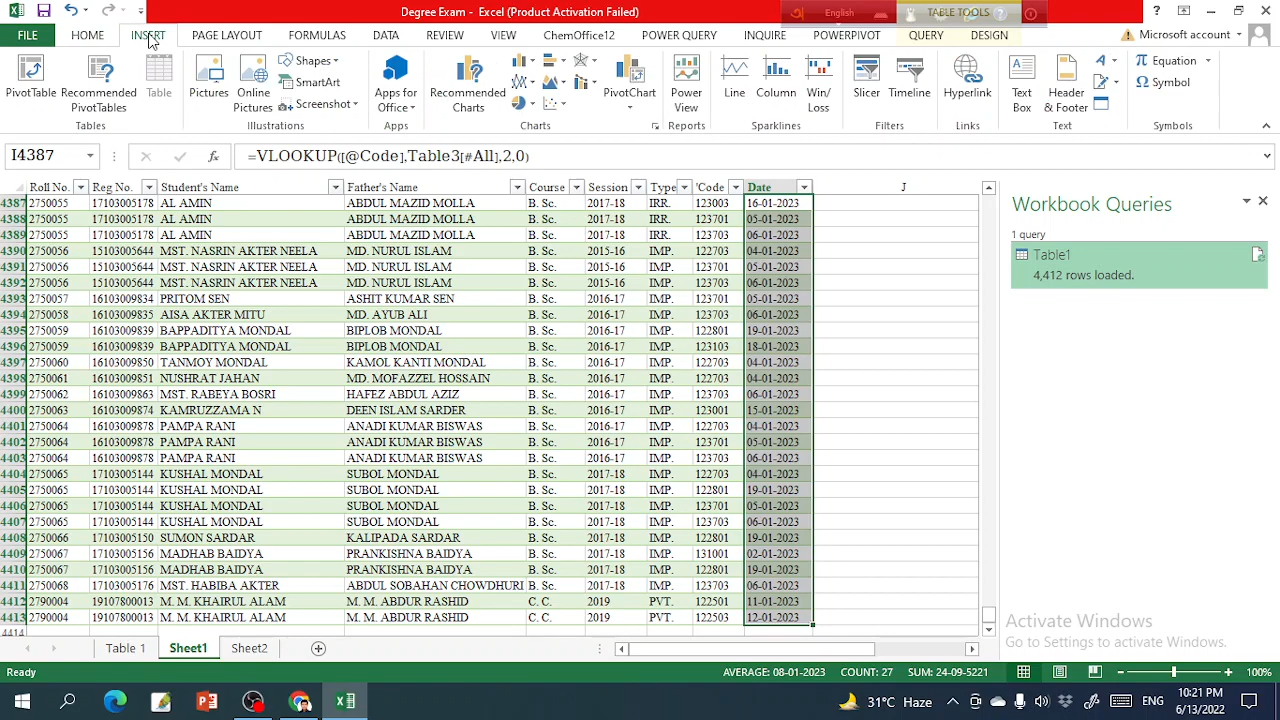 Degree Exam - Excel (Product Activation Failed)
English
TABLE TOOLS
FILE HOME INSERT PAGE LAYOUT FORMULAS DATA REVIEW VIEW ChemOffice12 POWER QUERY INQUIRE POWERPIVOT QUERY DESIGN Microsoft account
PivotTable Recommended PivotTables Table Pictures Online Pictures Shapes SmartArt Screenshot Apps for Office Recommended Charts PivotChart Power View Line Column Win/Loss Slicer Timeline Hyperlink Text Box Header & Footer Equation Symbol
Tables Illustrations Apps Charts Reports Sparklines Filters Links Text Symbols
I4387 fx =VLOOKUP([@Code],Table3[#All],2,0)
Roll No. Reg No. Student's Name Father's Name Course Session Type 'Code Date J
4387 2750055 17103005178 AL AMIN ABDUL MAZID MOLLA B. Sc. 2017-18 IRR. 123003 16-01-2023
4388 2750055 17103005178 AL AMIN ABDUL MAZID MOLLA B. Sc. 2017-18 IRR. 123701 05-01-2023
4389 2750055 17103005178 AL AMIN ABDUL MAZID MOLLA B. Sc. 2017-18 IRR. 123703 06-01-2023
4390 2750056 15103005644 MST. NASRIN AKTER NEELA MD. NURUL ISLAM B. Sc. 2015-16 IMP. 122703 04-01-2023
4391 2750056 15103005644 MST. NASRIN AKTER NEELA MD. NURUL ISLAM B. Sc. 2015-16 IMP. 123701 05-01-2023
4392 2750056 15103005644 MST. NASRIN AKTER NEELA MD. NURUL ISLAM B. Sc. 2015-16 IMP. 123703 06-01-2023
4393 2750057 16103009834 PRITOM SEN ASHIT KUMAR SEN B. Sc. 2016-17 IMP. 123701 05-01-2023
4394 2750058 16103009835 AISA AKTER MITU MD. AYUB ALI B. Sc. 2016-17 IMP. 123703 06-01-2023
4395 2750059 16103009839 BAPPADITYA MONDAL BIPLOB MONDAL B. Sc. 2016-17 IMP. 122801 19-01-2023
4396 2750059 16103009839 BAPPADITYA MONDAL BIPLOB MONDAL B. Sc. 2016-17 IMP. 123103 18-01-2023
4397 2750060 16103009850 TANMOY MONDAL KAMOL KANTI MONDAL B. Sc. 2016-17 IMP. 122703 04-01-2023
4398 2750061 16103009851 NUSHRAT JAHAN MD. MOFAZZEL HOSSAIN B. Sc. 2016-17 IMP. 122703 04-01-2023
4399 2750062 16103009863 MST. RABEYA BOSRI HAFEZ ABDUL AZIZ B. Sc. 2016-17 IMP. 123703 06-01-2023
4400 2750063 16103009874 KAMRUZZAMA N DEEN ISLAM SARDER B. Sc. 2016-17 IMP. 123001 15-01-2023
4401 2750064 16103009878 PAMPA RANI ANADI KUMAR BISWAS B. Sc. 2016-17 IMP. 122703 04-01-2023
4402 2750064 16103009878 PAMPA RANI ANADI KUMAR BISWAS B. Sc. 2016-17 IMP. 123701 05-01-2023
4403 2750064 16103009878 PAMPA RANI ANADI KUMAR BISWAS B. Sc. 2016-17 IMP. 123703 06-01-2023
4404 2750065 17103005144 KUSHAL MONDAL SUBOL MONDAL B. Sc. 2017-18 IMP. 122703 04-01-2023
4405 2750065 17103005144 KUSHAL MONDAL SUBOL MONDAL B. Sc. 2017-18 IMP. 122801 19-01-2023
4406 2750065 17103005144 KUSHAL MONDAL SUBOL MONDAL B. Sc. 2017-18 IMP. 123701 05-01-2023
4407 2750065 17103005144 KUSHAL MONDAL SUBOL MONDAL B. Sc. 2017-18 IMP. 123703 06-01-2023
4408 2750066 17103005150 SUMON SARDAR KALIPADA SARDAR B. Sc. 2017-18 IMP. 122801 19-01-2023
4409 2750067 17103005156 MADHAB BAIDYA PRANKISHNA BAIDYA B. Sc. 2017-18 IMP. 131001 02-01-2023
4410 2750067 17103005156 MADHAB BAIDYA PRANKISHNA BAIDYA B. Sc. 2017-18 IMP. 122801 19-01-2023
4411 2750068 17103005176 MST. HABIBA AKTER ABDUL SOBAHAN CHOWDHURI B. Sc. 2017-18 IMP. 123703 06-01-2023
4412 2790004 19107800013 M. M. KHAIRUL ALAM M. M. ABDUR RASHID C. C. 2019 PVT. 122501 11-01-2023
4413 2790004 19107800013 M. M. KHAIRUL ALAM M. M. ABDUR RASHID C. C. 2019 PVT. 122503 12-01-2023
4414
Workbook Queries
1 query
Table1
4,412 rows loaded.
Activate Windows
Go to Settings to activate Windows.
Table 1 Sheet1 Sheet2
Ready AVERAGE: 08-01-2023 COUNT: 27 SUM: 24-09-5221 100%
31°C Haze ENG 10:21 PM
6/13/2022